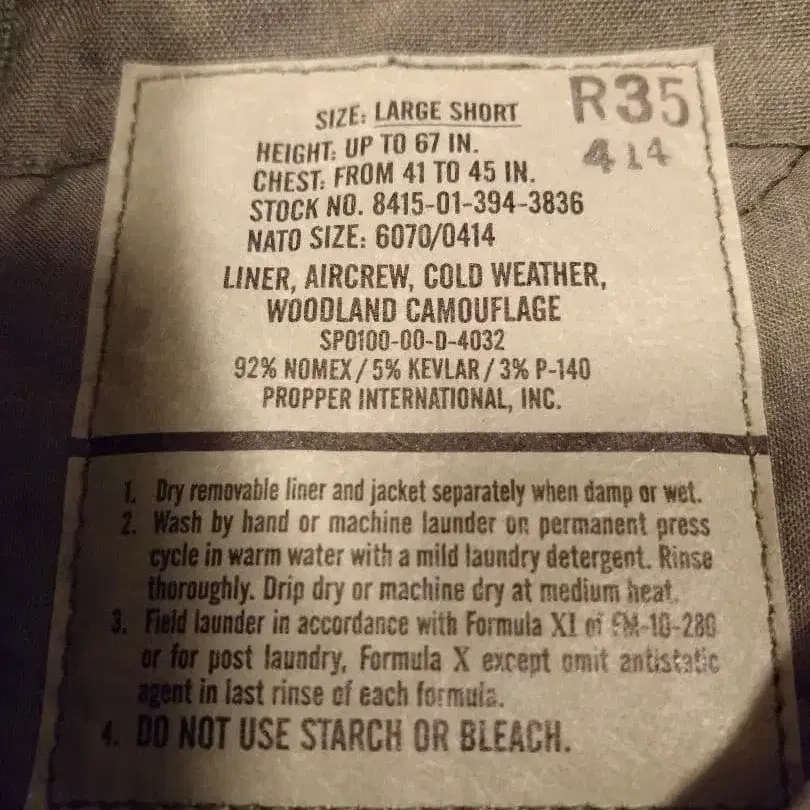 R35
414
SIZE: LARGE SHORT
HEIGHT: UP TO 67 IN.
CHEST: FROM 41 TO 45 IN.
STOCK NO. 8415-01-394-3836
NATO SIZE: 6070/0414
LINER, AIRCREW, COLD WEATHER,
WOODLAND CAMOUFLAGE
SPO100-00-D-4032
92% NOMEX / 5% KEVLAR / 3% P-140
PROPPER INTERNATIONAL, INC.
1. Dry removable liner and jacket separately when damp or wet.
2. Wash by hand or machine launder on permanent press
cycle in warm water with a mild laundry detergent. Rinse
thoroughly. Drip dry or machine dry at medium heat.
3. Field launder in accordance with Formula XI of FM-10-280
or for post laundry, Formula X except omit antistatic
agent in last rinse of each formula.
4. DO NOT USE STARCH OR BLEACH.